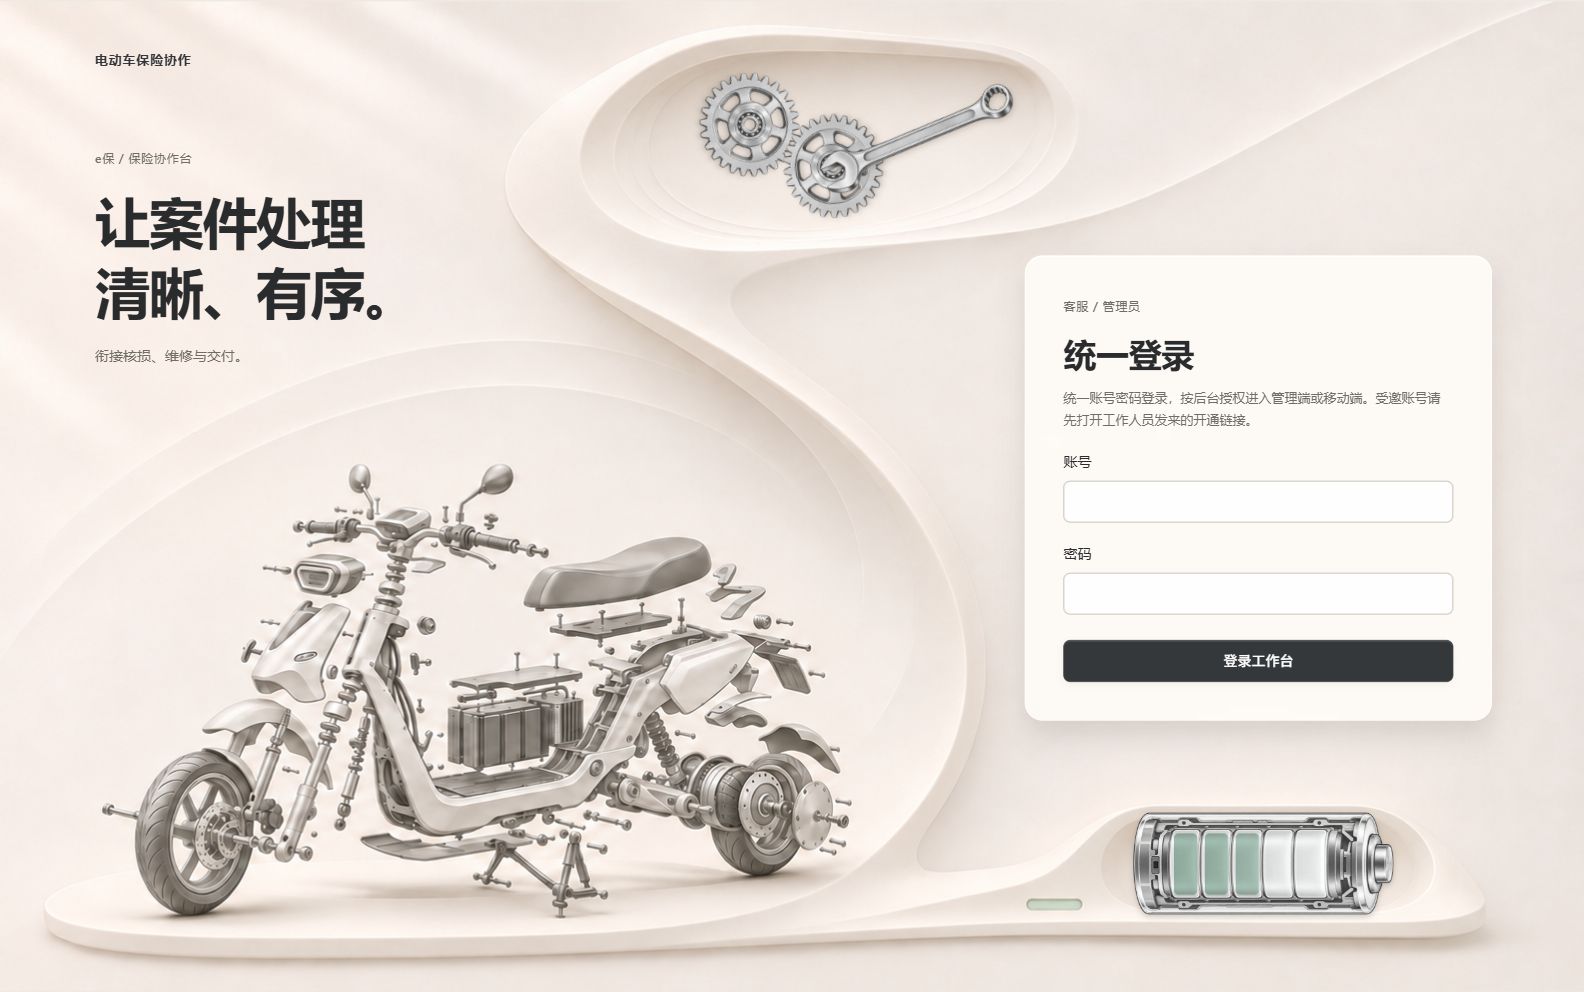 电动车保险协作
e保 / 保险协作台
让案件处理
清晰、有序。
衔接核损、维修与交付。
客服 / 管理员
统一登录
统一账号密码登录，按后台授权进入管理端或移动端。受邀账号请
先打开工作人员发来的开通链接。
账号
密码
登录工作台